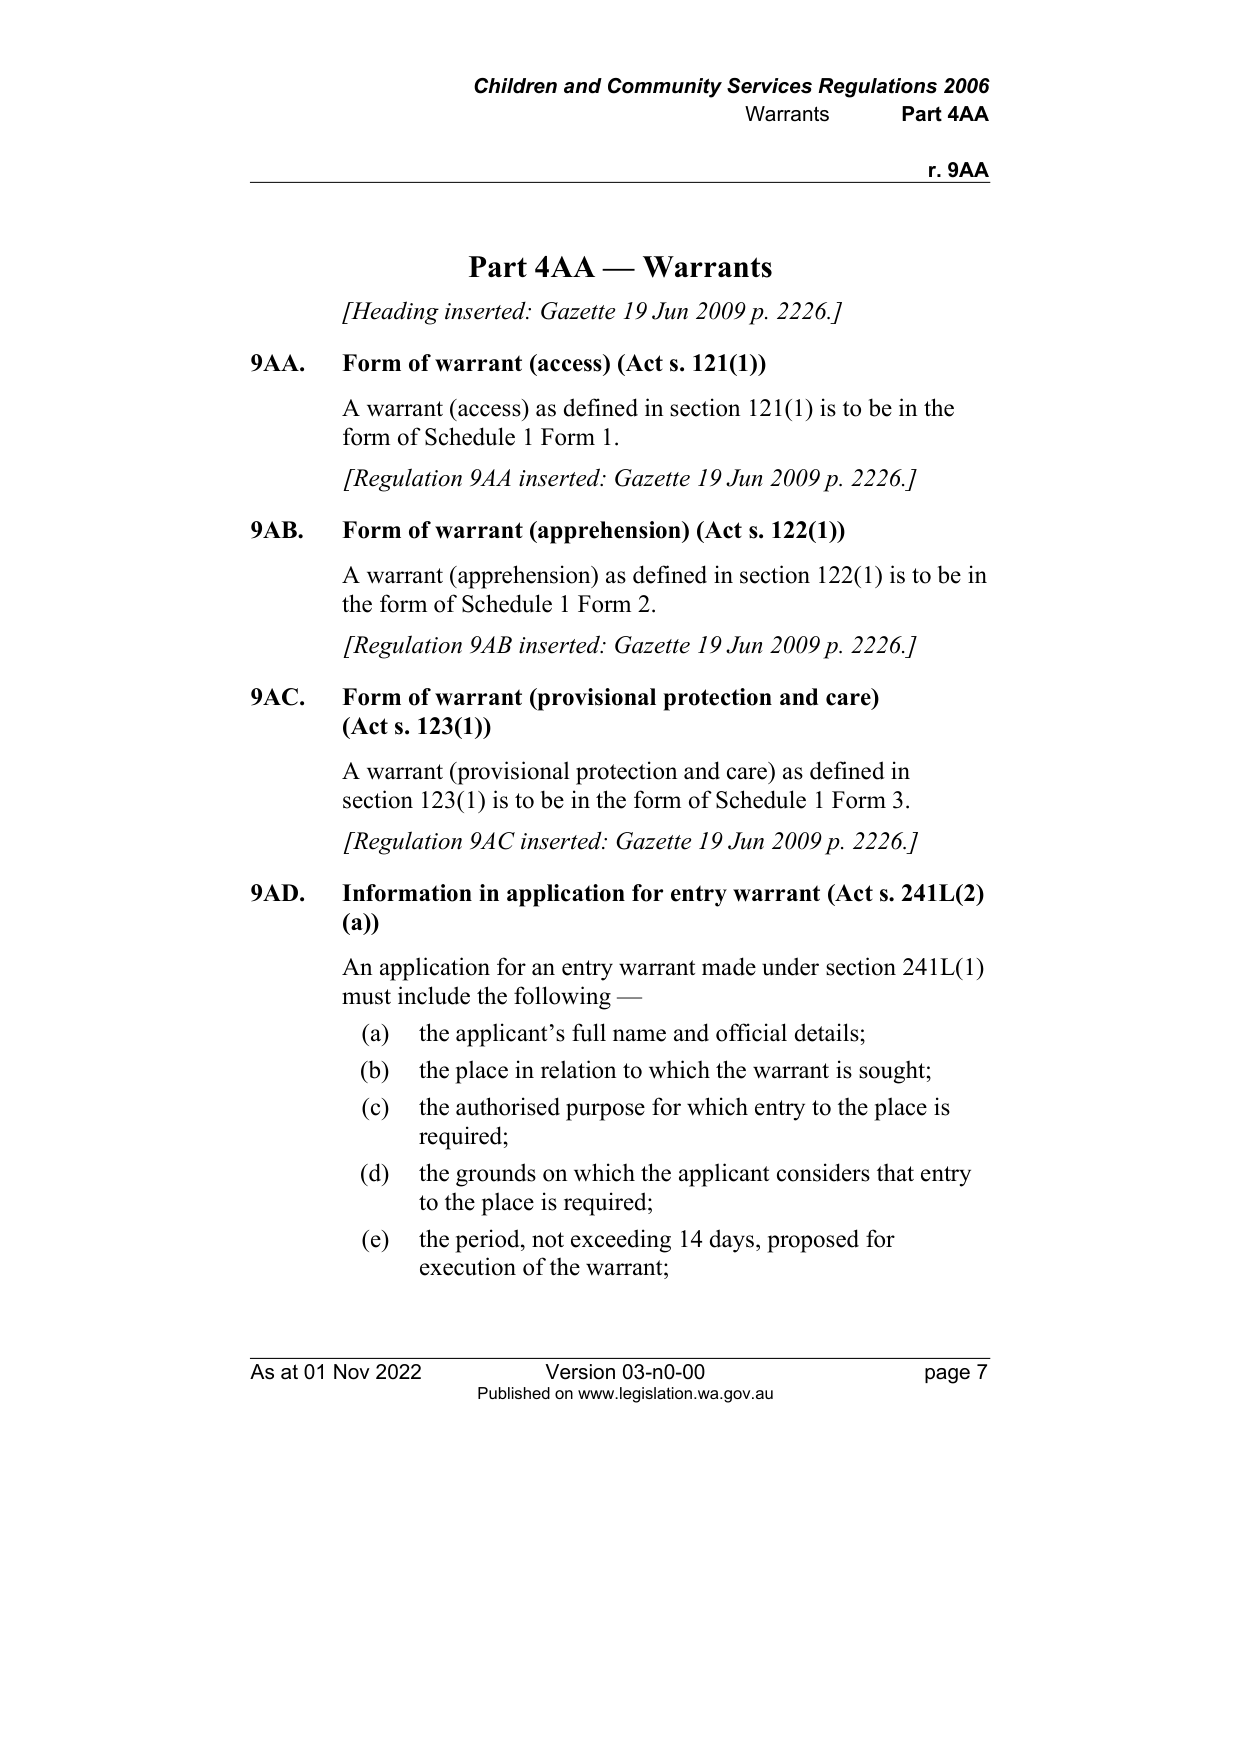 Children and Community Services Regulations 2006
Warrants Part 4AA
r. 9AA
Part 4AA — Warrants
[Heading inserted: Gazette 19 Jun 2009 p. 2226.]
9AA. Form of warrant (access) (Act s. 121(1))
A warrant (access) as defined in section 121(1) is to be in the
form of Schedule 1 Form 1.
[Regulation 9AA inserted: Gazette 19 Jun 2009 p. 2226.]
9AB. Form of warrant (apprehension) (Act s. 122(1))
A warrant (apprehension) as defined in section 122(1) is to be in
the form of Schedule 1 Form 2.
[Regulation 9AB inserted: Gazette 19 Jun 2009 p. 2226.]
9AC. Form of warrant (provisional protection and care)
(Act s. 123(1))
A warrant (provisional protection and care) as defined in
section 123(1) is to be in the form of Schedule 1 Form 3.
[Regulation 9AC inserted: Gazette 19 Jun 2009 p. 2226.]
9AD. Information in application for entry warrant (Act s. 241L(2)
(a))
An application for an entry warrant made under section 241L(1)
must include the following —
(a) the applicant’s full name and official details;
(b) the place in relation to which the warrant is sought;
(c) the authorised purpose for which entry to the place is
required;
(d) the grounds on which the applicant considers that entry
to the place is required;
(e) the period, not exceeding 14 days, proposed for
execution of the warrant;
As at 01 Nov 2022 Version 03-n0-00 page 7
Published on www.legislation.wa.gov.au